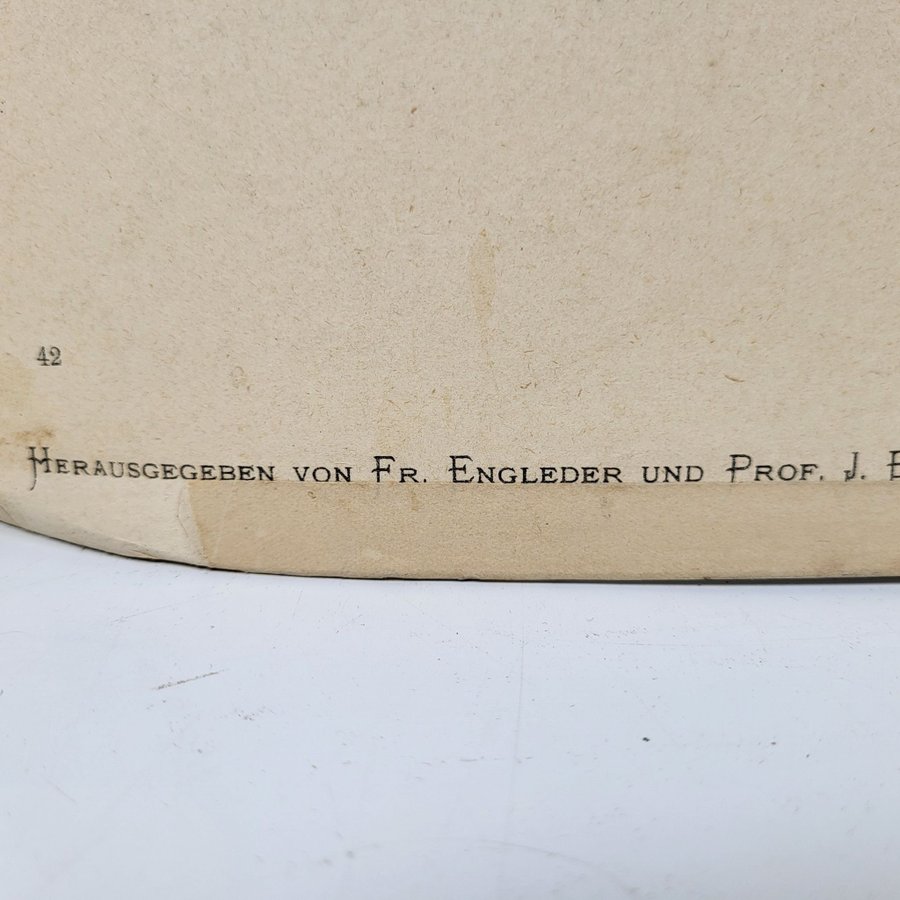 42
HERAUSGEGEBEN VON FR. ENGLEDER UND PROF. J.